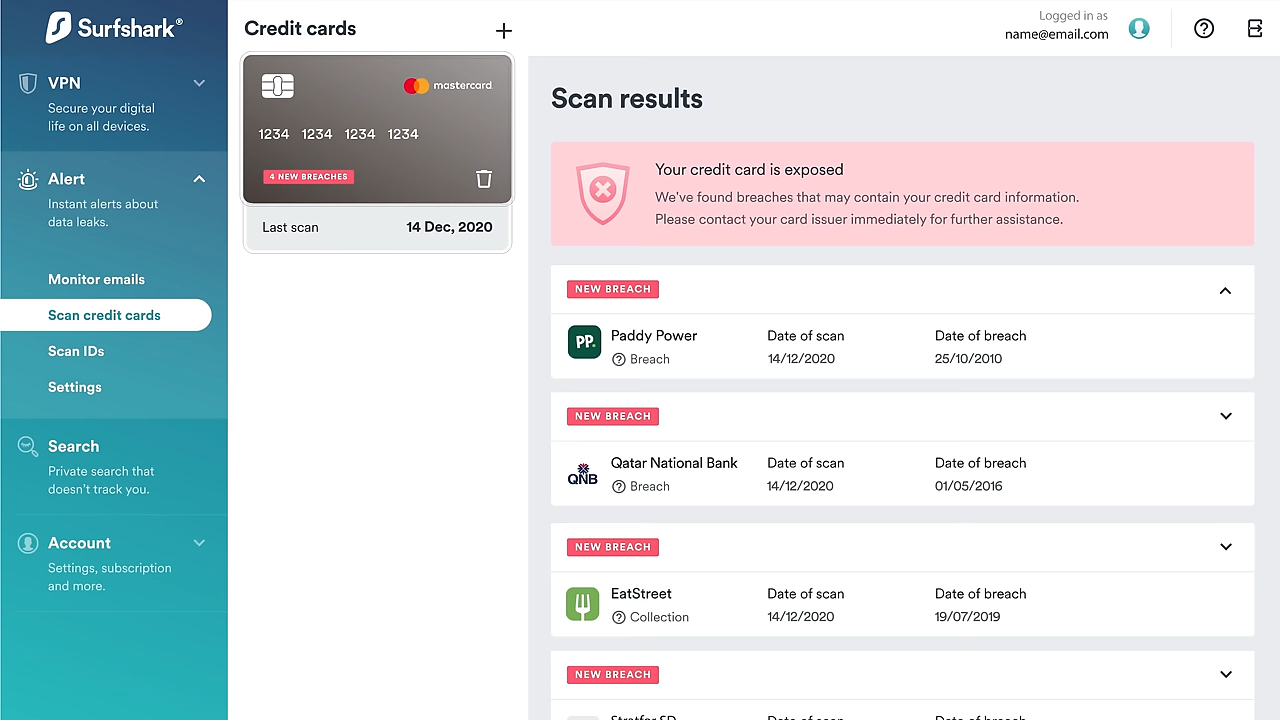 Surfshark®
VPN
Secure your digital
life on all devices.
Alert
Instant alerts about
data leaks.
Monitor emails
Scan credit cards
Scan IDs
Settings
Search
Private search that
doesn't track you.
Account
Settings, subscription
and more.
Credit cards
mastercard
1234 1234 1234 1234
4 NEW BREACHES
Last scan 14 Dec, 2020
Logged in as
name@email.com
Scan results
Your credit card is exposed
We've found breaches that may contain your credit card information.
Please contact your card issuer immediately for further assistance.
NEW BREACH
PP.
Paddy Power Date of scan Date of breach
Breach 14/12/2020 25/10/2010
NEW BREACH
QNB
Qatar National Bank Date of scan Date of breach
Breach 14/12/2020 01/05/2016
NEW BREACH
EatStreet Date of scan Date of breach
Collection 14/12/2020 19/07/2019
NEW BREACH
Date of scan Date of breach